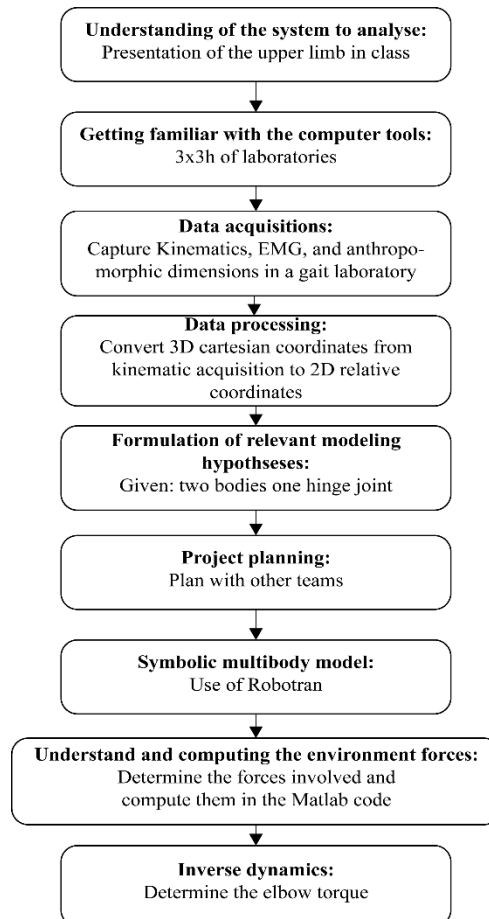 Understanding of the system to analyse:
Presentation of the upper limb in class
Getting familiar with the computer tools:
3x3h of laboratories
Data acquisitions:
Capture Kinematics, EMG, and anthropo-
morphic dimensions in a gait laboratory
Data processing:
Convert 3D cartesian coordinates from
kinematic acquisition to 2D relative
coordinates
Formulation of relevant modeling
hypothseses:
Given: two bodies one hinge joint
Project planning:
Plan with other teams
Symbolic multibody model:
Use of Robotran
Understand and computing the environment forces:
Determine the forces involved and
compute them in the Matlab code
Inverse dynamics:
Determine the elbow torque